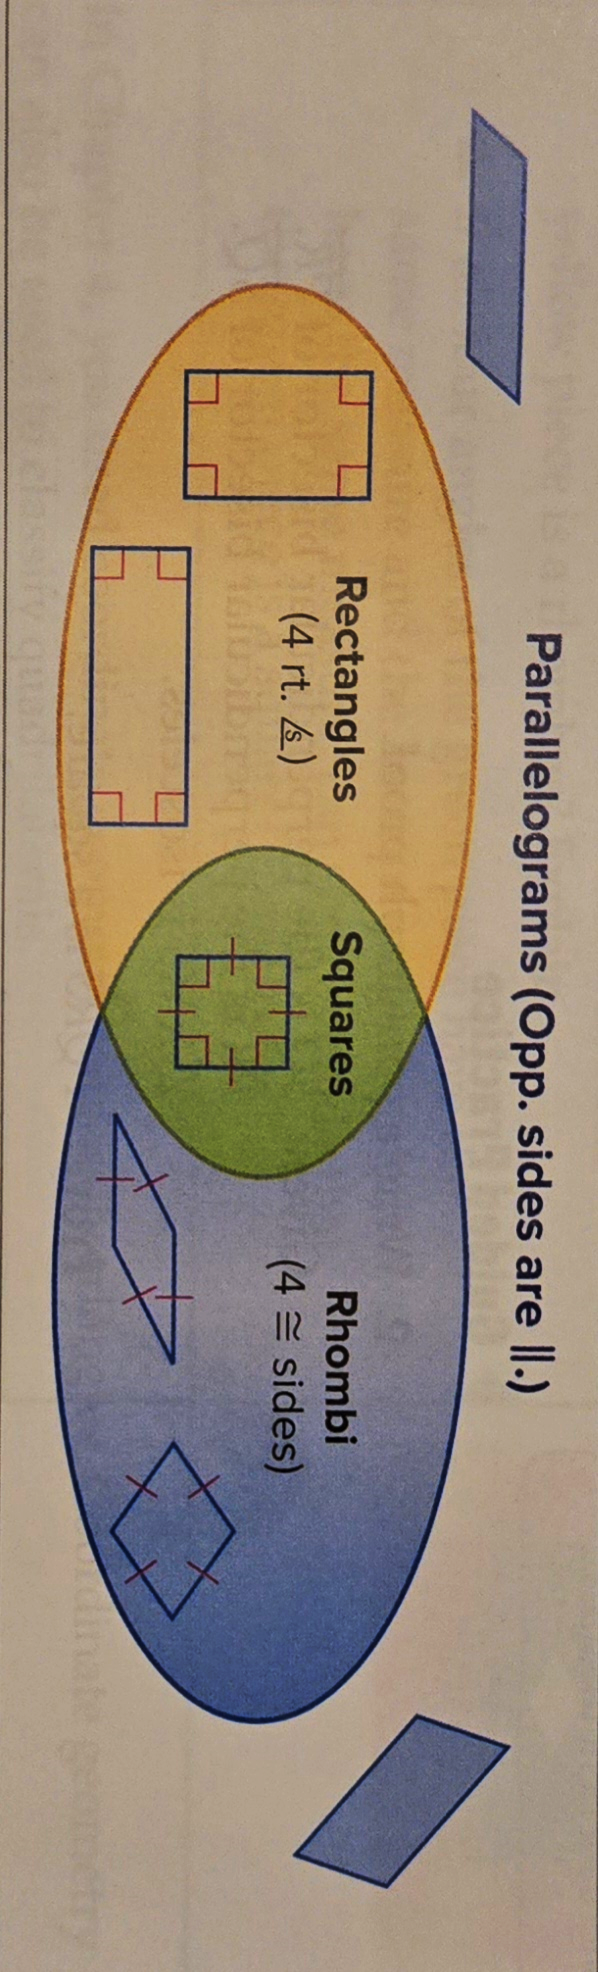 Parallelograms (Opp. sides are ||.)
Rectangles
(4 rt. ∠s)
Squares
Rhombi
(4 ≅ sides)